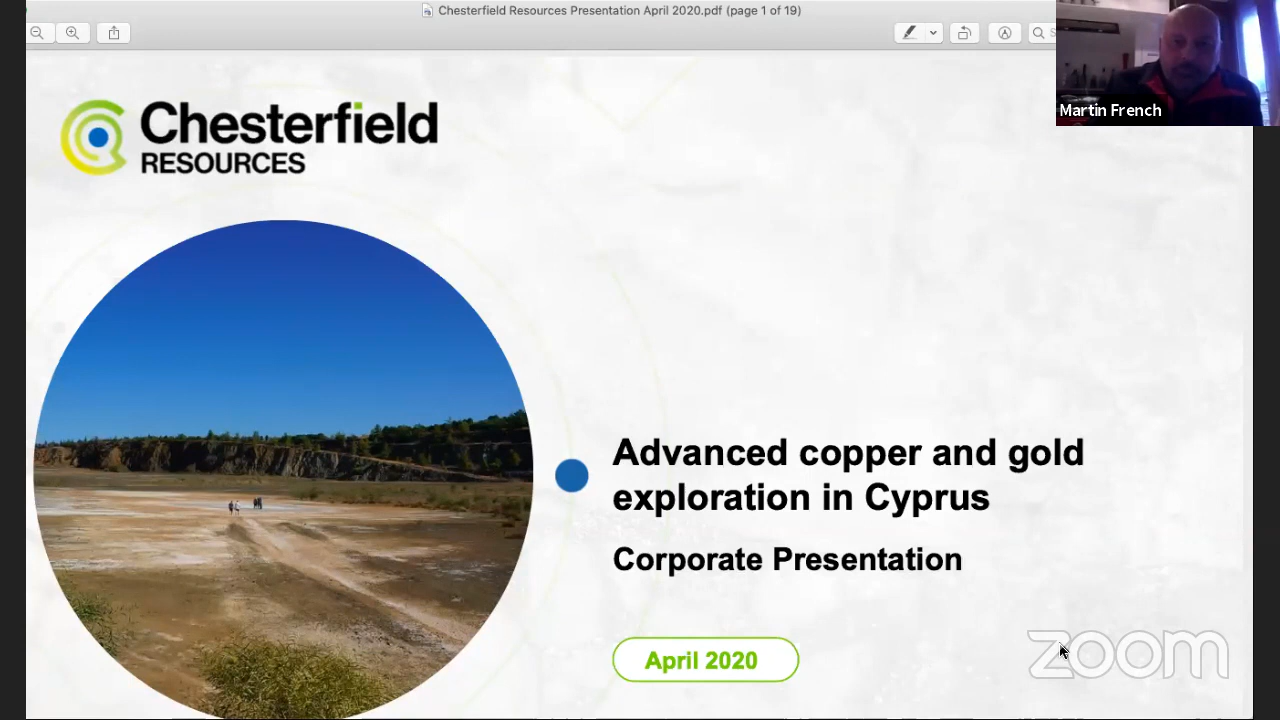 Chesterfield Resources Presentation April 2020.pdf (page 1 of 19)
Martin French
Chesterfield
RESOURCES
Advanced copper and gold
exploration in Cyprus
Corporate Presentation
April 2020
zoom